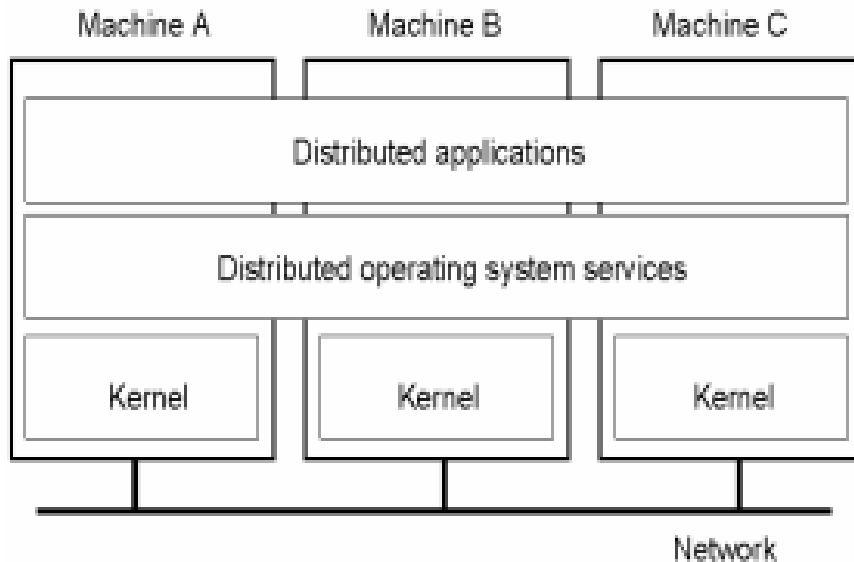 Machine A
Machine B
Machine C
Distributed applications
Distributed operating system services
Kernel
Kernel
Kernel
Network